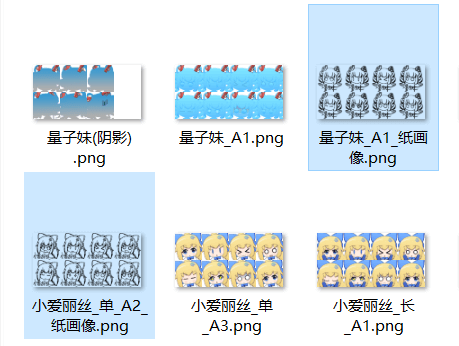 量子妹(阴影)
.png
量子妹_A1.png
量子妹_A1_纸画
像.png
小爱丽丝_单_A2_
纸画像.png
小爱丽丝_单
_A3.png
小爱丽丝_长
_A1.png